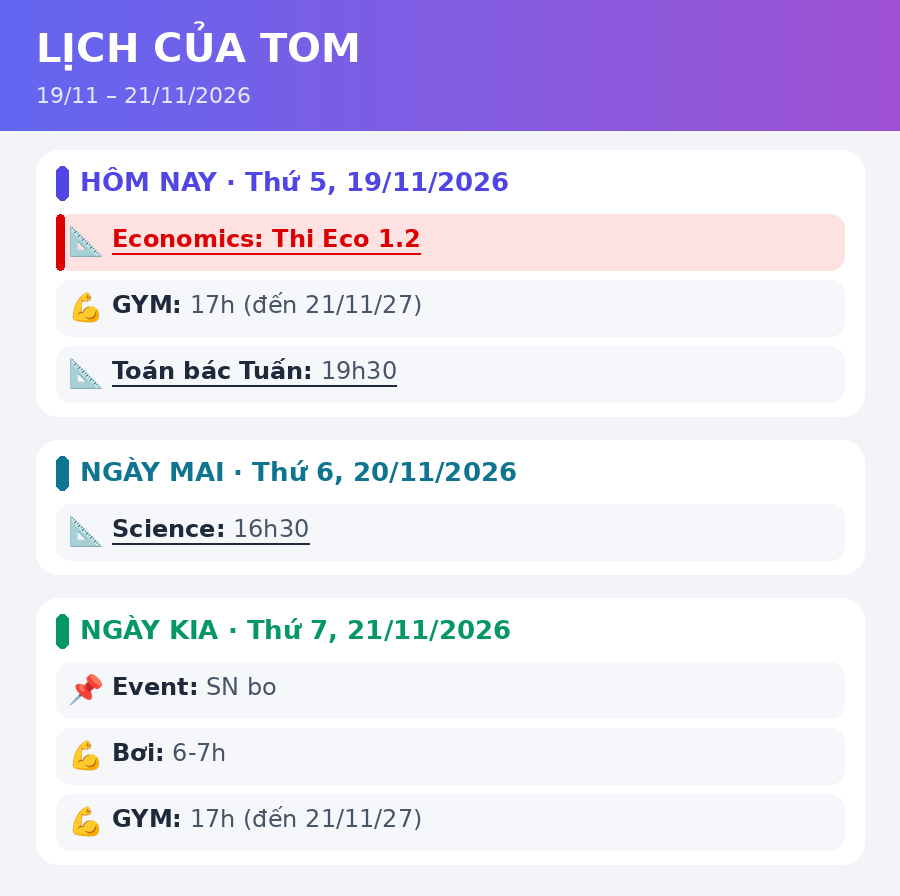 LỊCH CỦA TOM
19/11 – 21/11/2026
HÔM NAY · Thứ 5, 19/11/2026
Economics: Thi Eco 1.2
GYM: 17h (đến 21/11/27)
Toán bác Tuấn: 19h30
NGÀY MAI · Thứ 6, 20/11/2026
Science: 16h30
NGÀY KIA · Thứ 7, 21/11/2026
Event: SN bo
Bơi: 6-7h
GYM: 17h (đến 21/11/27)